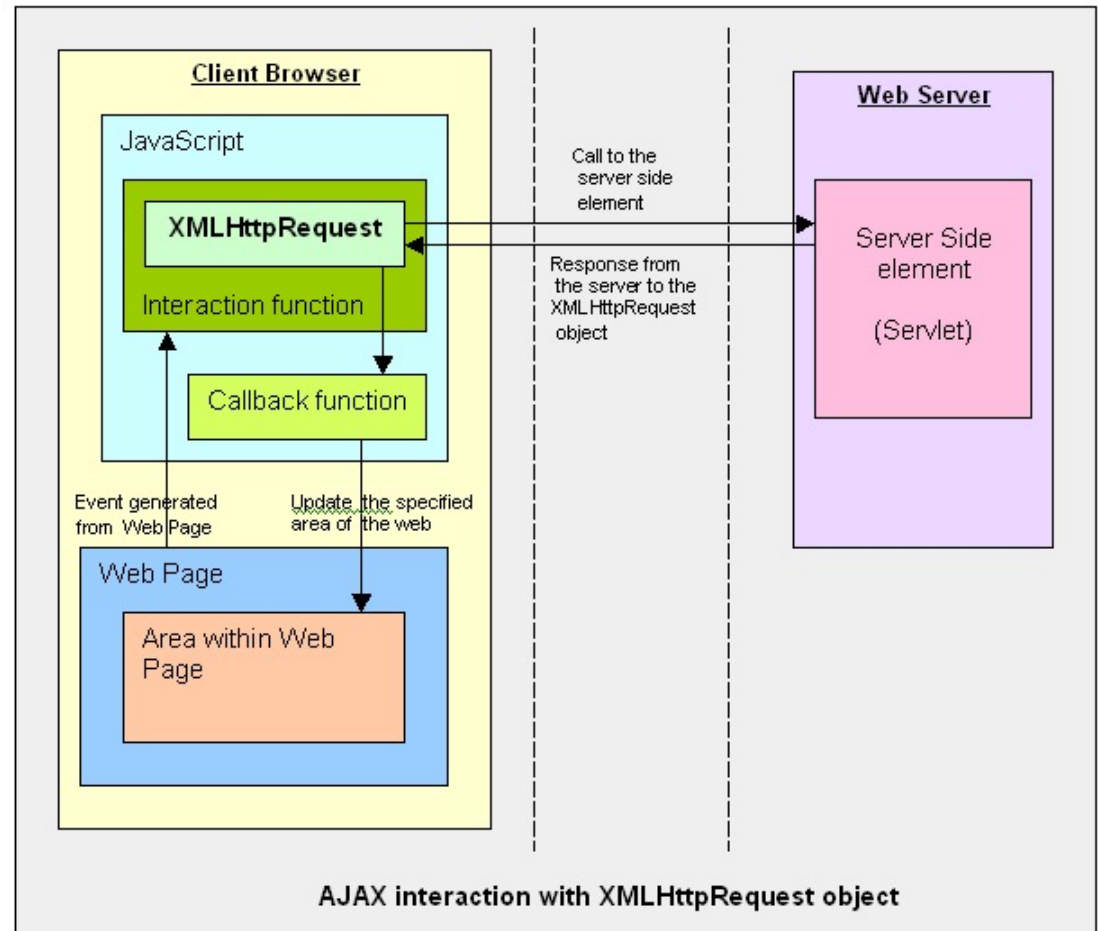 Client Browser
JavaScript
XMLHttpRequest
Interaction function
Callback function
Event generated
from Web Page
Update the specified
area of the web
Web Page
Area within Web
Page
Call to the
server side
element
Response from
the server to the
XMLHttpRequest
object
Web Server
Server Side
element
(Servlet)
AJAX interaction with XMLHttpRequest object